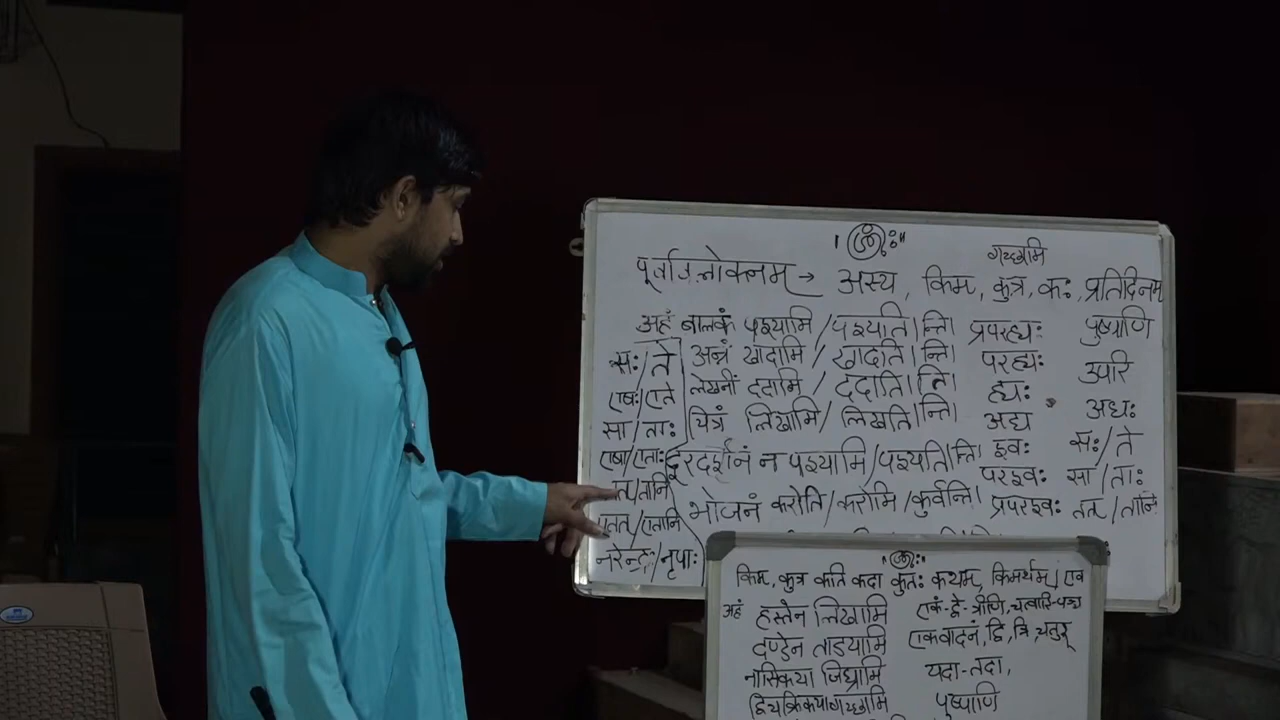 । ॐ ः॥
गच्छामि
पूर्वावलोकनम् → अस्य, किम्, कुत्र, कः, प्रतिदिनम्
अहं बालकं पश्यामि / पश्यति।न्ति। प्रपरह्यः पुष्पाणि
सः/ते अन्नं खादामि / खादति।न्ति। परह्यः उपरि
एषः/एते लेखनीं ददामि / ददाति।ति। ह्यः अधः
सा/ताः चित्रं लिखामि / लिखति।न्ति। अद्य
एषा/एताः दूरदर्शनं न पश्यामि/पश्यति।न्ति। श्वः सः/ते
तत्/तानि परश्वः सा/ताः
एतत्/एतानि भोजनं करोति/करोमि/कुर्वन्ति। प्रपरश्वः तत्/तानि
नरेन्द्रः/नृपाः
ॐ
किम्, कुत्र कति कदा कुतः कथम्, किमर्थम्। एव
अहं हस्तेन लिखामि एकं-द्वे-त्रीणि, चत्वारि-पञ्च
दण्डेन ताडयामि एकवादनं, द्वि, त्रि, चतुर्
नासिकया जिघ्रामि यदा-तदा,
द्विचक्रिकया गच्छामि पुष्पाणि